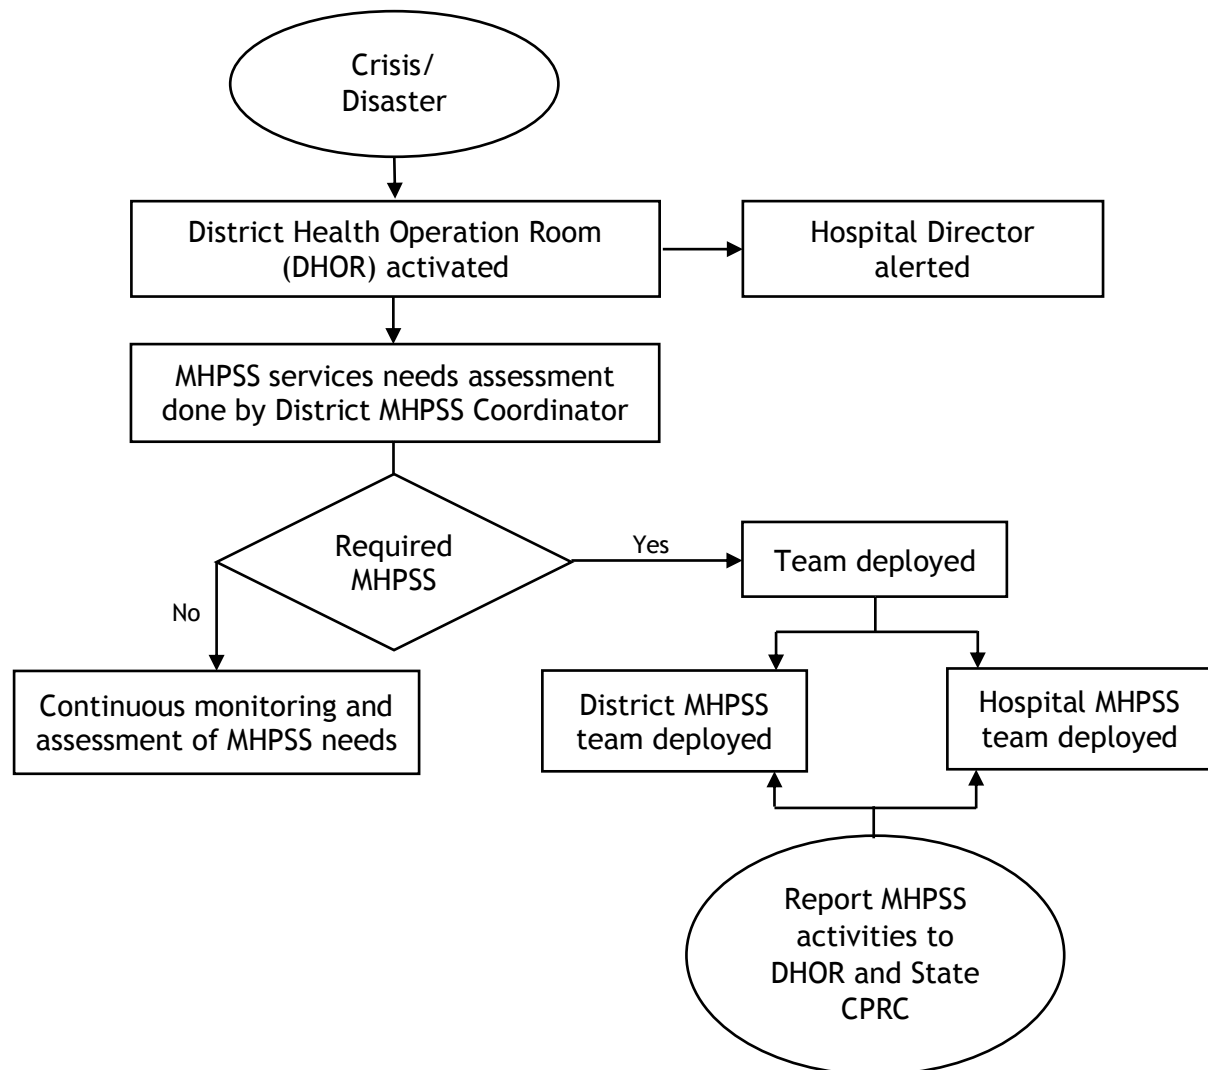 Crisis/
Disaster
District Health Operation Room
(DHOR) activated
Hospital Director
alerted
MHPSS services needs assessment
done by District MHPSS Coordinator
Required
MHPSS
Yes
Team deployed
No
Continuous monitoring and
assessment of MHPSS needs
District MHPSS
team deployed
Hospital MHPSS
team deployed
Report MHPSS
activities to
DHOR and State
CPRC